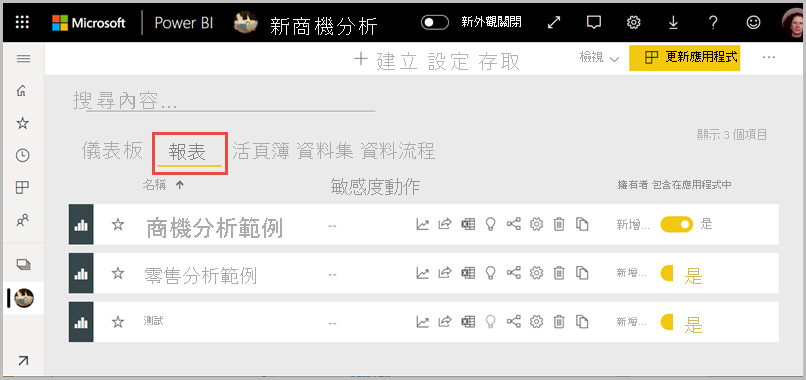 Microsoft Power BI 新商機分析 新外觀關閉 ?
+ 建立 設定 存取 檢視 更新應用程式 ...
搜尋內容...
顯示 3 個項目
儀表板 報表 活頁簿 資料集 資料流程
名稱 敏感度動作 擁有者 包含在應用程式中
商機分析範例 -- 新增... 是
零售分析範例 -- 新增... 是
測試 -- 新增... 是